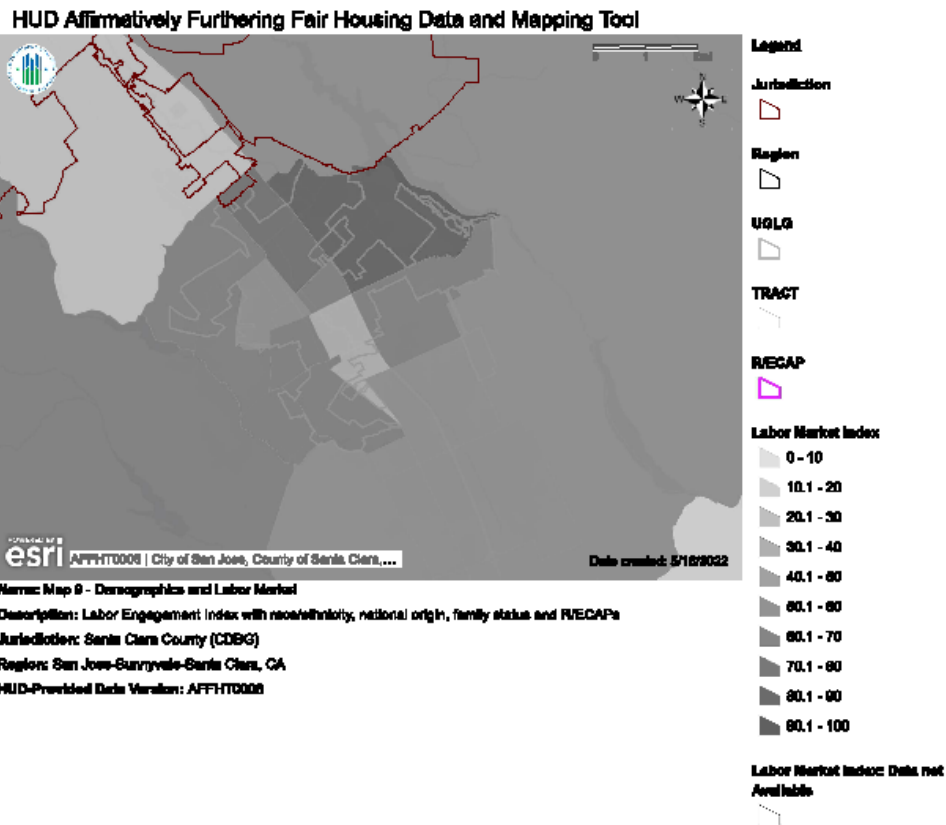 HUD Affirmatively Furthering Fair Housing Data and Mapping Tool
Legend
Jurisdiction
Region
UGLG
TRACT
R/ECAP
Labor Market Index
0 - 10
10.1 - 20
20.1 - 30
30.1 - 40
40.1 - 50
50.1 - 60
60.1 - 70
70.1 - 80
80.1 - 90
90.1 - 100
Labor Market Index: Data not
Available
N
W E
S
0 1
POWERED BY
esri
AFFHT0006 | City of San Jose, County of Santa Clara,...
Date created: 5/16/2022
Name: Map 9 - Demographics and Labor Market
Description: Labor Engagement Index with race/ethnicity, national origin, family status and R/ECAPs
Jurisdiction: Santa Clara County (CDBG)
Region: San Jose-Sunnyvale-Santa Clara, CA
HUD-Provided Data Version: AFFHT0006